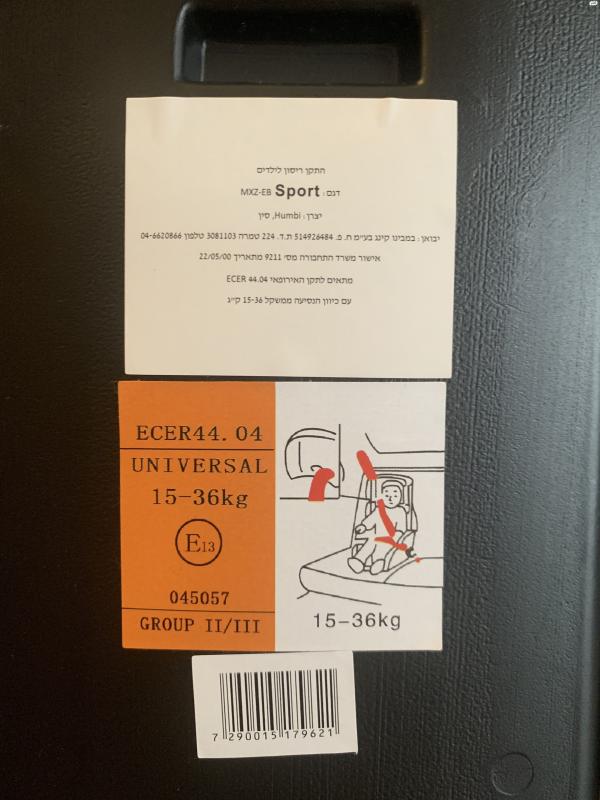 התקן ריסון לילדים
דגם: Sport MXZ-EB
יצרן: Humbi, סין
יבואן: במבינו קינג בע"מ ח.פ. 514926484 ת.ד. 224 טמרה 3081103 טלפון 04-6620866
אישור משרד התחבורה מס' 9211 מתאריך 22/05/00
מתאים לתקן האירופאי ECER 44.04
עם כיוון הנסיעה ממשקל 15-36 ק"ג
ECER44.04
UNIVERSAL
15-36kg
E13
045057
GROUP II/III
15-36kg
7 290015 179621